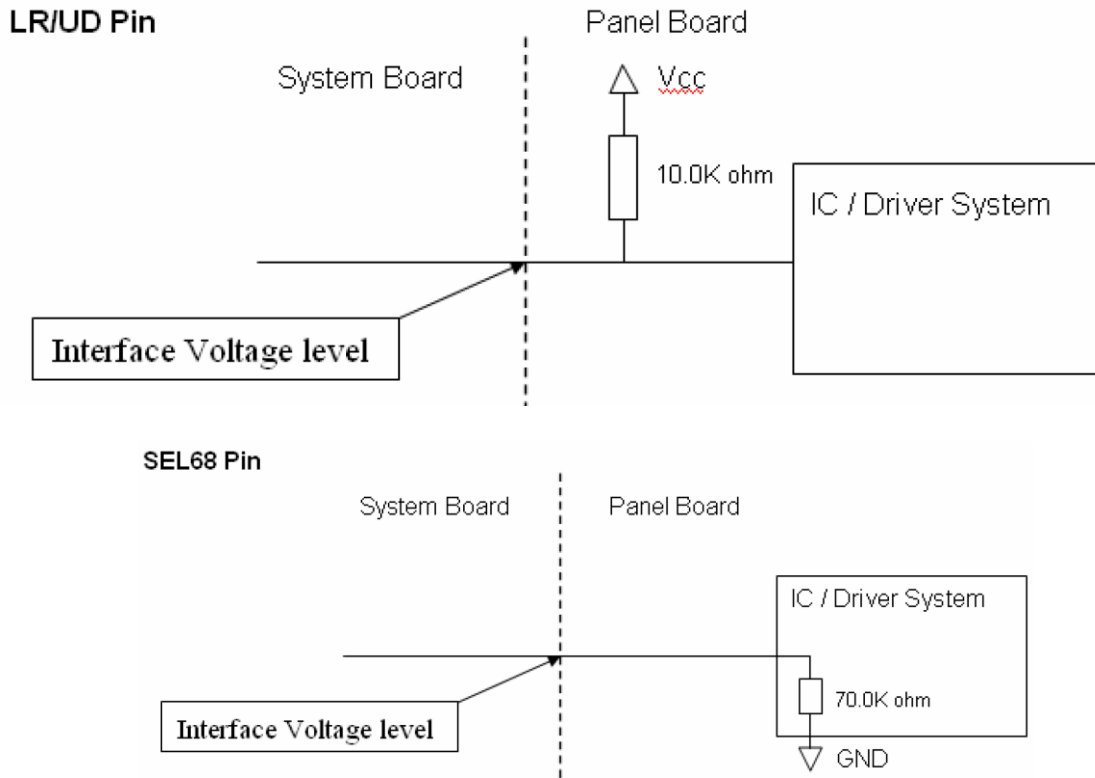 LR/UD Pin
Panel Board
System Board
Vcc
10.0K ohm
IC / Driver System
Interface Voltage level
SEL68 Pin
System Board
Panel Board
IC / Driver System
70.0K ohm
Interface Voltage level
GND